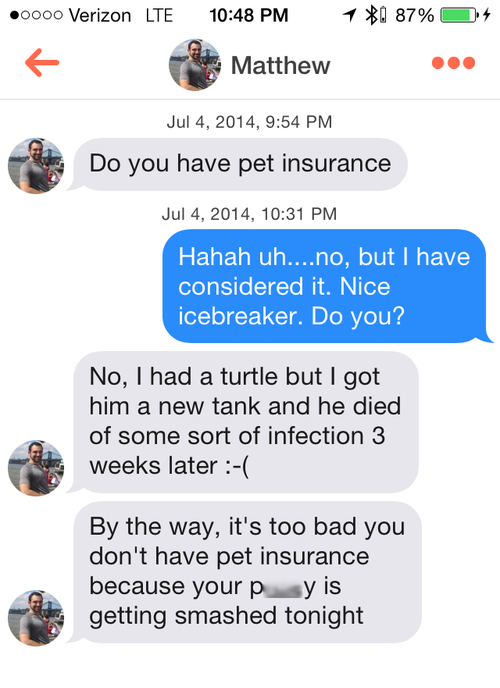 Verizon LTE 10:48 PM 87%
Matthew
Jul 4, 2014, 9:54 PM
Do you have pet insurance
Jul 4, 2014, 10:31 PM
Hahah uh....no, but I have
considered it. Nice
icebreaker. Do you?
No, I had a turtle but I got
him a new tank and he died
of some sort of infection 3
weeks later :-(
By the way, it's too bad you
don't have pet insurance
because your is
getting smashed tonight